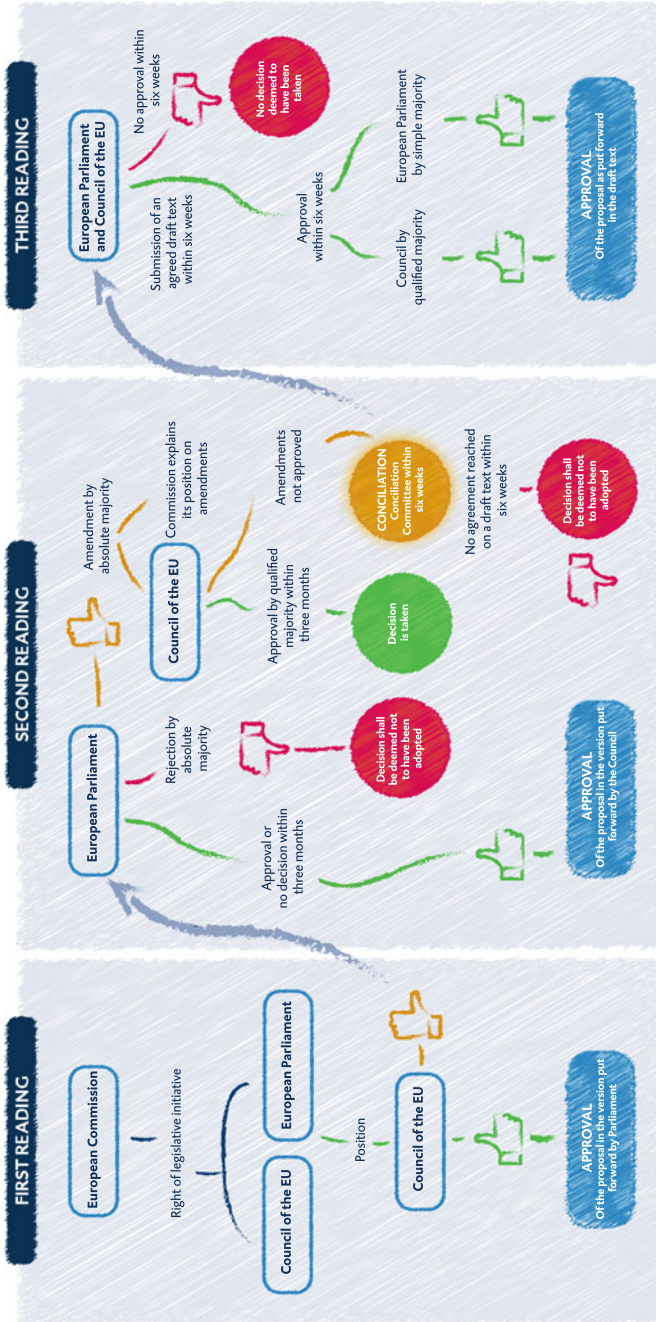 FIRST READING
European Commission
Right of legislative initiative
Council of the EU
European Parliament
Position
Council of the EU
APPROVAL
Of the proposal in the version put
forward by Parliament
SECOND READING
European Parliament
Approval or
no decision within
three months
APPROVAL
Of the proposal in the version put
forward by the Council
Rejection by
absolute
majority
Decision shall
be deemed not
to have been
adopted
Amendment by
absolute majority
Council of the EU
Commission explains
its position on
amendments
Approval by qualified
majority within
three months
Decision
is taken
Amendments
not approved
CONCILIATION
Conciliation
Committee within
six weeks
No agreement reached
on a draft text within
six weeks
Decision shall
be deemed not
to have been
adopted
THIRD READING
European Parliament
and Council of the EU
Submission of an
agreed draft text
within six weeks
No approval within
six weeks
No decision
deemed to
have been
taken
Approval
within six weeks
Council by
qualified majority
European Parliament
by simple majority
APPROVAL
Of the proposal as put forward
in the draft text